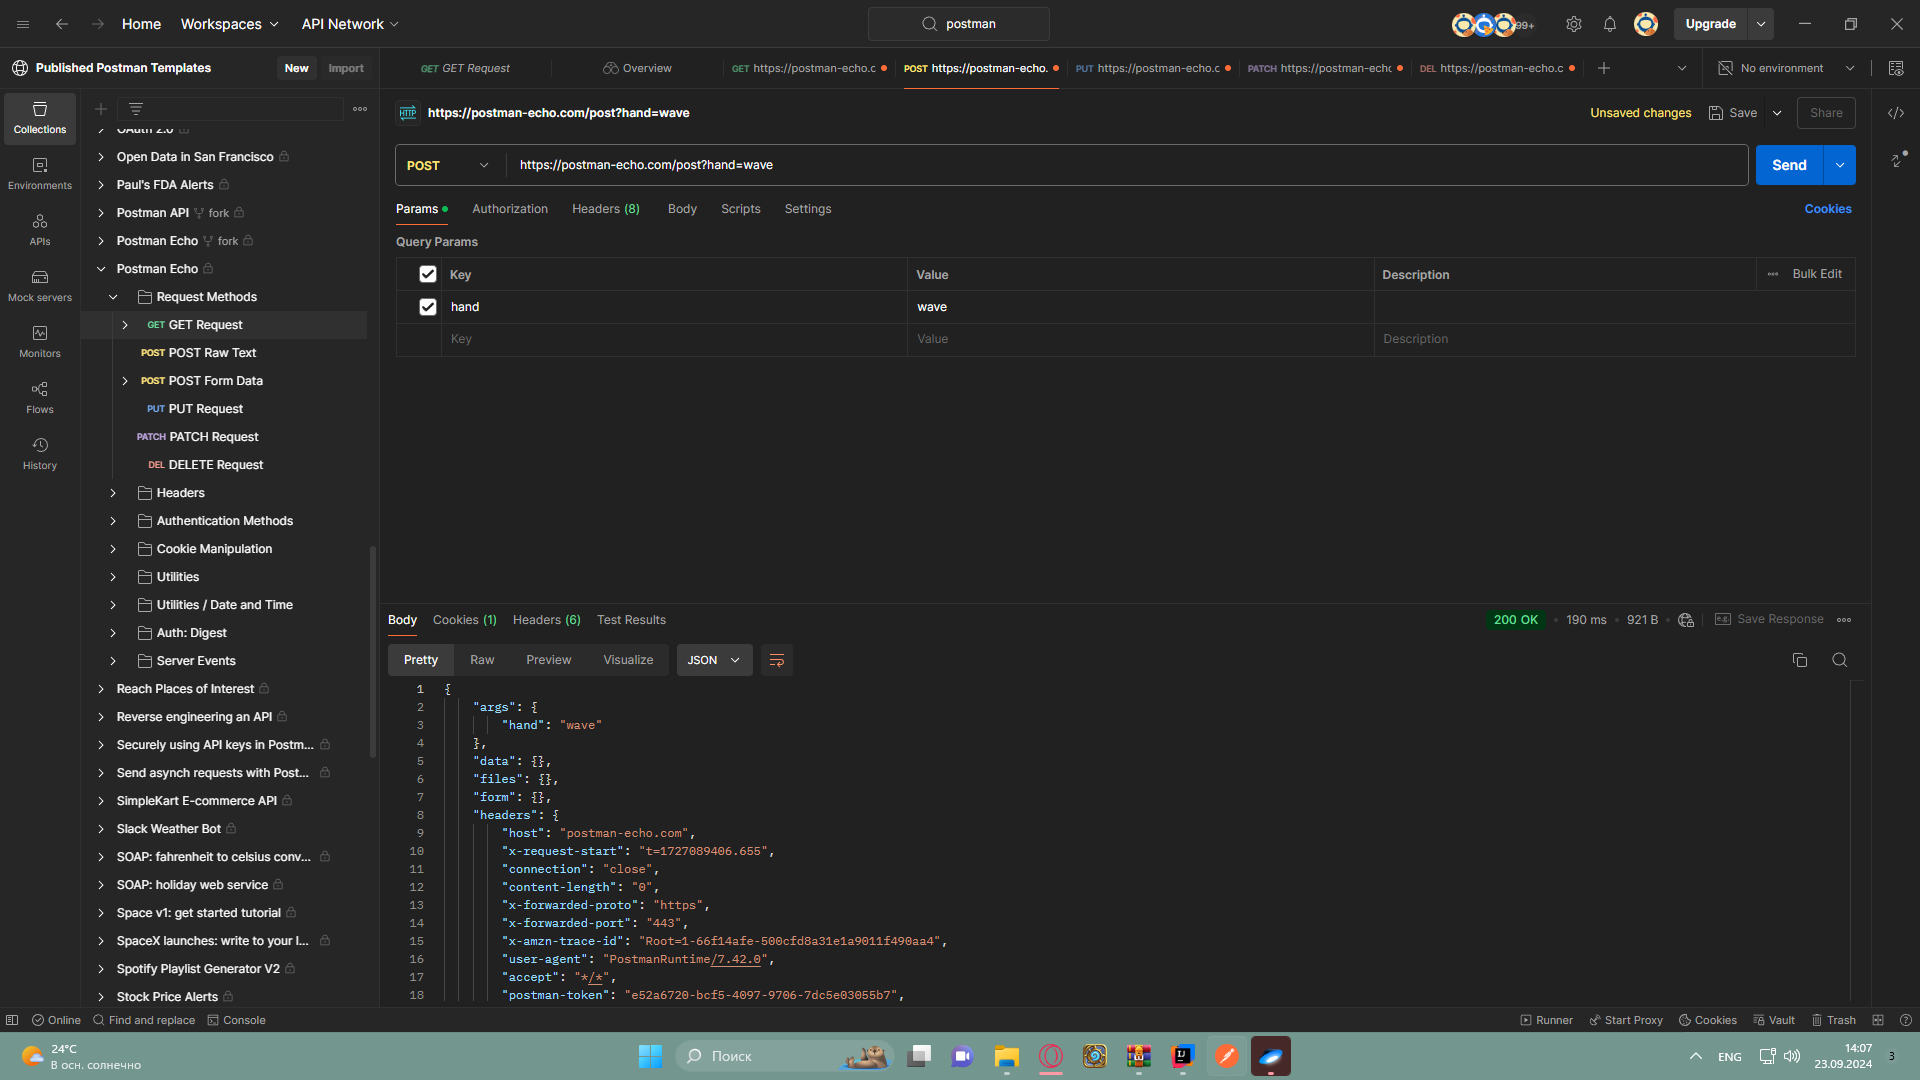 Home Workspaces API Network postman 99+ Upgrade
Published Postman Templates New Import
GET GET Request Overview GET https://postman-echo.c POST https://postman-echo. PUT https://postman-echo.c PATCH https://postman-echo DEL https://postman-echo.c No environment
Collections
Environments
APIs
Mock servers
Monitors
Flows
History
OAuth 2.0
Open Data in San Francisco
Paul's FDA Alerts
Postman API fork
Postman Echo fork
Postman Echo
Request Methods
GET GET Request
POST POST Raw Text
POST POST Form Data
PUT PUT Request
PATCH PATCH Request
DEL DELETE Request
Headers
Authentication Methods
Cookie Manipulation
Utilities
Utilities / Date and Time
Auth: Digest
Server Events
Reach Places of Interest
Reverse engineering an API
Securely using API keys in Postm...
Send asynch requests with Post...
SimpleKart E-commerce API
Slack Weather Bot
SOAP: fahrenheit to celsius conv...
SOAP: holiday web service
Space v1: get started tutorial
SpaceX launches: write to your l...
Spotify Playlist Generator V2
Stock Price Alerts
HTTP https://postman-echo.com/post?hand=wave Unsaved changes Save Share
POST https://postman-echo.com/post?hand=wave Send
Params Authorization Headers (8) Body Scripts Settings Cookies
Query Params
Key Value Description Bulk Edit
hand wave
Key Value Description
Body Cookies (1) Headers (6) Test Results 200 OK 190 ms 921 B e.g. Save Response
Pretty Raw Preview Visualize JSON
1 {
2 "args": {
3 "hand": "wave"
4 },
5 "data": {},
6 "files": {},
7 "form": {},
8 "headers": {
9 "host": "postman-echo.com",
10 "x-request-start": "t=1727089406.655",
11 "connection": "close",
12 "content-length": "0",
13 "x-forwarded-proto": "https",
14 "x-forwarded-port": "443",
15 "x-amzn-trace-id": "Root=1-66f14afe-500cfd8a31e1a9011f490aa4",
16 "user-agent": "PostmanRuntime/7.42.0",
17 "accept": "*/*",
18 "postman-token": "e52a6720-bcf5-4097-9706-7dc5e03055b7",
Online Find and replace Console Runner Start Proxy Cookies Vault Trash
24°C
В осн. солнечно
Поиск
ENG
14:07
23.09.2024
3